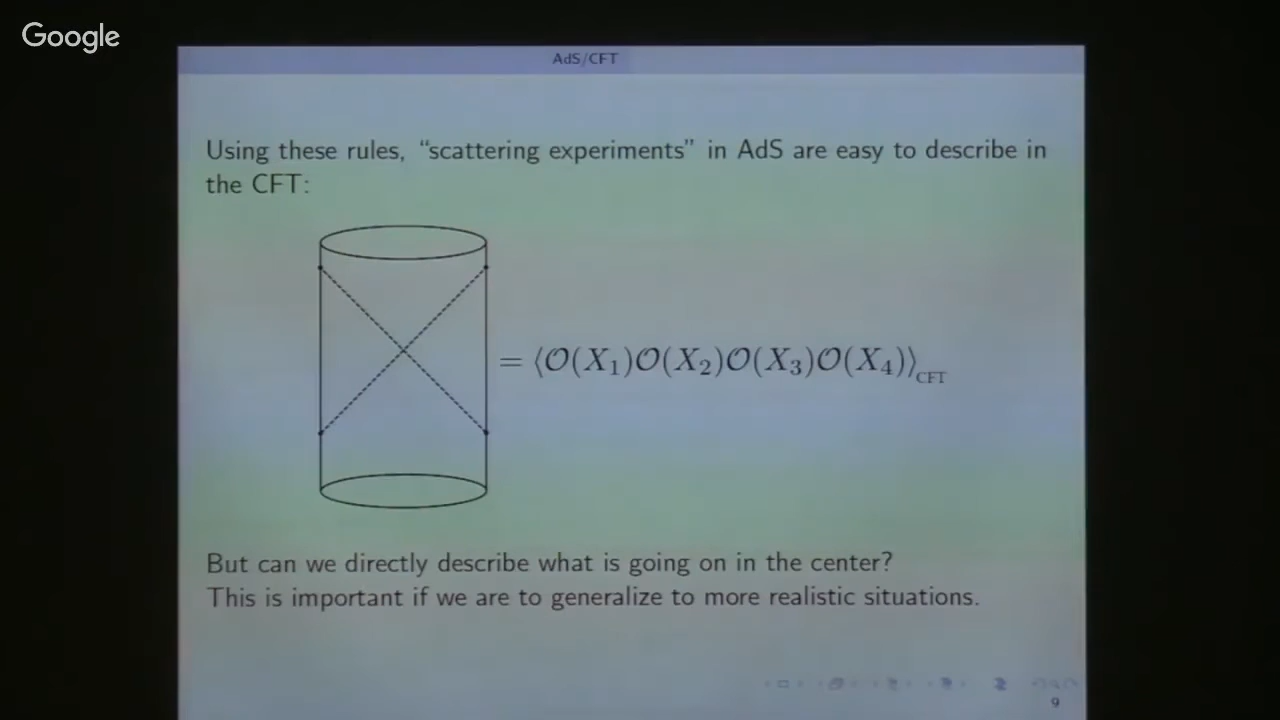 Google
AdS/CFT
Using these rules, “scattering experiments” in AdS are easy to describe in
the CFT:
= ⟨𝒪(X₁)𝒪(X₂)𝒪(X₃)𝒪(X₄)⟩CFT
But can we directly describe what is going on in the center?
This is important if we are to generalize to more realistic situations.
9